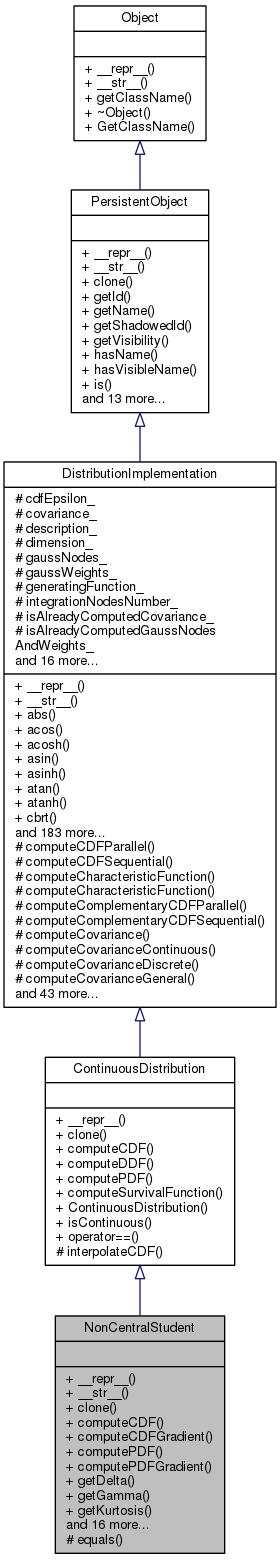 Object
+ __repr__()
+ __str__()
+ getClassName()
+ ~Object()
+ GetClassName()
PersistentObject
+ __repr__()
+ __str__()
+ clone()
+ getId()
+ getName()
+ getShadowedId()
+ getVisibility()
+ hasName()
+ hasVisibleName()
+ is()
and 13 more...
DistributionImplementation
# cdfEpsilon_
# covariance_
# description_
# dimension_
# gaussNodes_
# gaussWeights_
# generatingFunction_
# integrationNodesNumber_
# isAlreadyComputedCovariance_
# isAlreadyComputedGaussNodes
AndWeights_
and 16 more...
+ __repr__()
+ __str__()
+ abs()
+ acos()
+ acosh()
+ asin()
+ asinh()
+ atan()
+ atanh()
+ cbrt()
and 183 more...
# computeCDFParallel()
# computeCDFSequential()
# computeCharacteristicFunction()
# computeCharacteristicFunction()
# computeComplementaryCDFParallel()
# computeComplementaryCDFSequential()
# computeCovariance()
# computeCovarianceContinuous()
# computeCovarianceDiscrete()
# computeCovarianceGeneral()
and 43 more...
ContinuousDistribution
+ __repr__()
+ clone()
+ computeCDF()
+ computeDDF()
+ computePDF()
+ computeSurvivalFunction()
+ ContinuousDistribution()
+ isContinuous()
+ operator==()
# interpolateCDF()
NonCentralStudent
+ __repr__()
+ __str__()
+ clone()
+ computeCDF()
+ computeCDFGradient()
+ computePDF()
+ computePDFGradient()
+ getDelta()
+ getGamma()
+ getKurtosis()
and 16 more...
# equals()